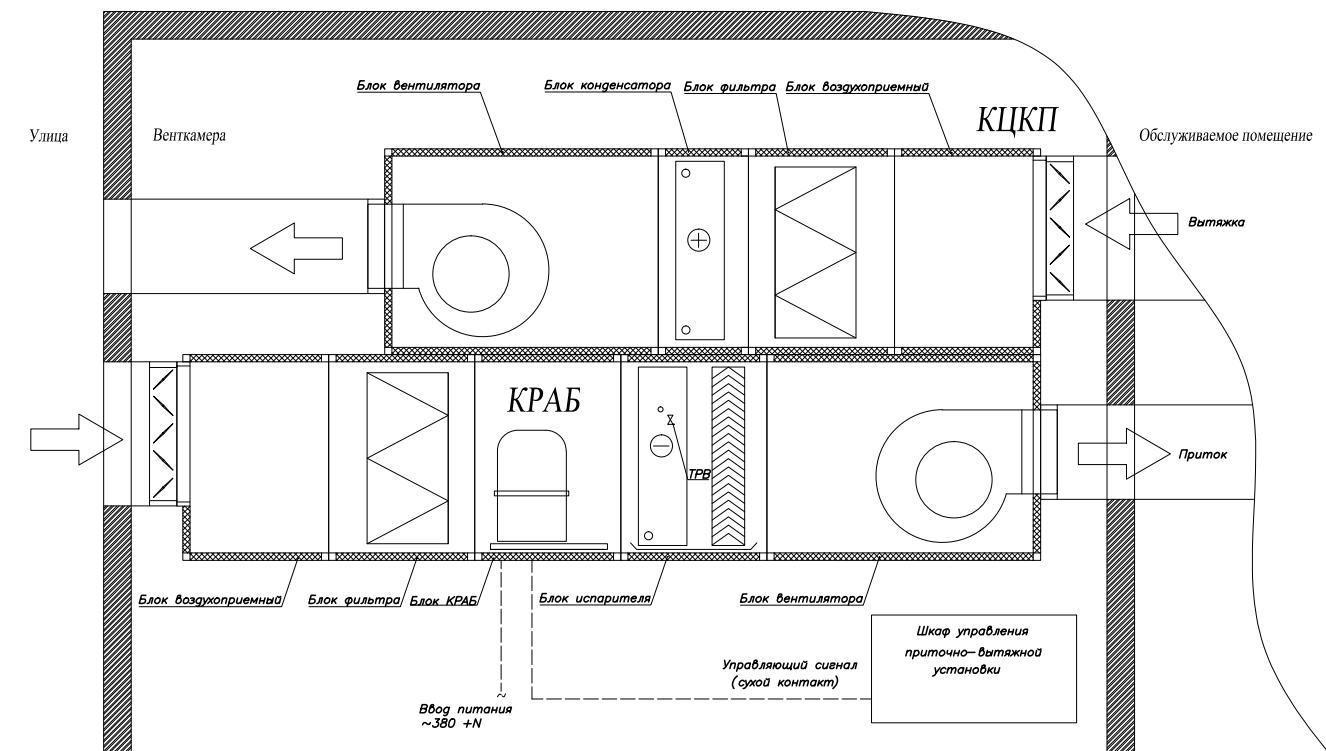 Блок вентилятора
Блок конденсатора
Блок фильтра
Блок воздухоприемный
КЦКП
Улица
Венткамера
Обслуживаемое помещение
Вытяжка
КРАБ
ТРВ
Приток
Блок воздухоприемный
Блок фильтра
Блок КРАБ
Блок испарителя
Блок вентилятора
Шкаф управления
приточно-вытяжной
установки
Управляющий сигнал
(сухой контакт)
~
Ввод питания
~380 +N